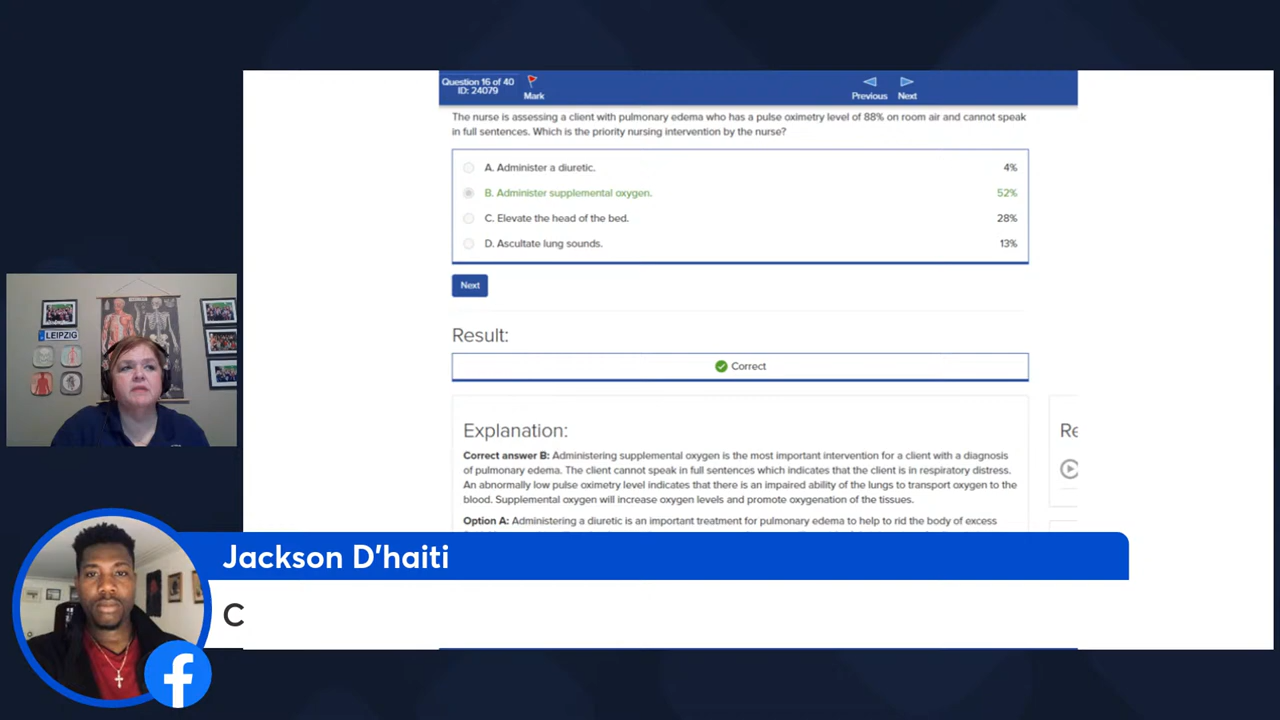 Question 16 of 40
ID: 24079
Mark
Previous
Next
The nurse is assessing a client with pulmonary edema who has a pulse oximetry level of 88% on room air and cannot speak
in full sentences. Which is the priority nursing intervention by the nurse?
A. Administer a diuretic. 4%
B. Administer supplemental oxygen. 52%
C. Elevate the head of the bed. 28%
D. Ascultate lung sounds. 13%
Next
Result:
Correct
Explanation:
Correct answer B: Administering supplemental oxygen is the most important intervention for a client with a diagnosis
of pulmonary edema. The client cannot speak in full sentences which indicates that the client is in respiratory distress.
An abnormally low pulse oximetry level indicates that there is an impaired ability of the lungs to transport oxygen to the
blood. Supplemental oxygen will increase oxygen levels and promote oxygenation of the tissues.
Option A: Administering a diuretic is an important treatment for pulmonary edema to help to rid the body of excess
Re
LEIPZIG
Jackson D'haiti
C